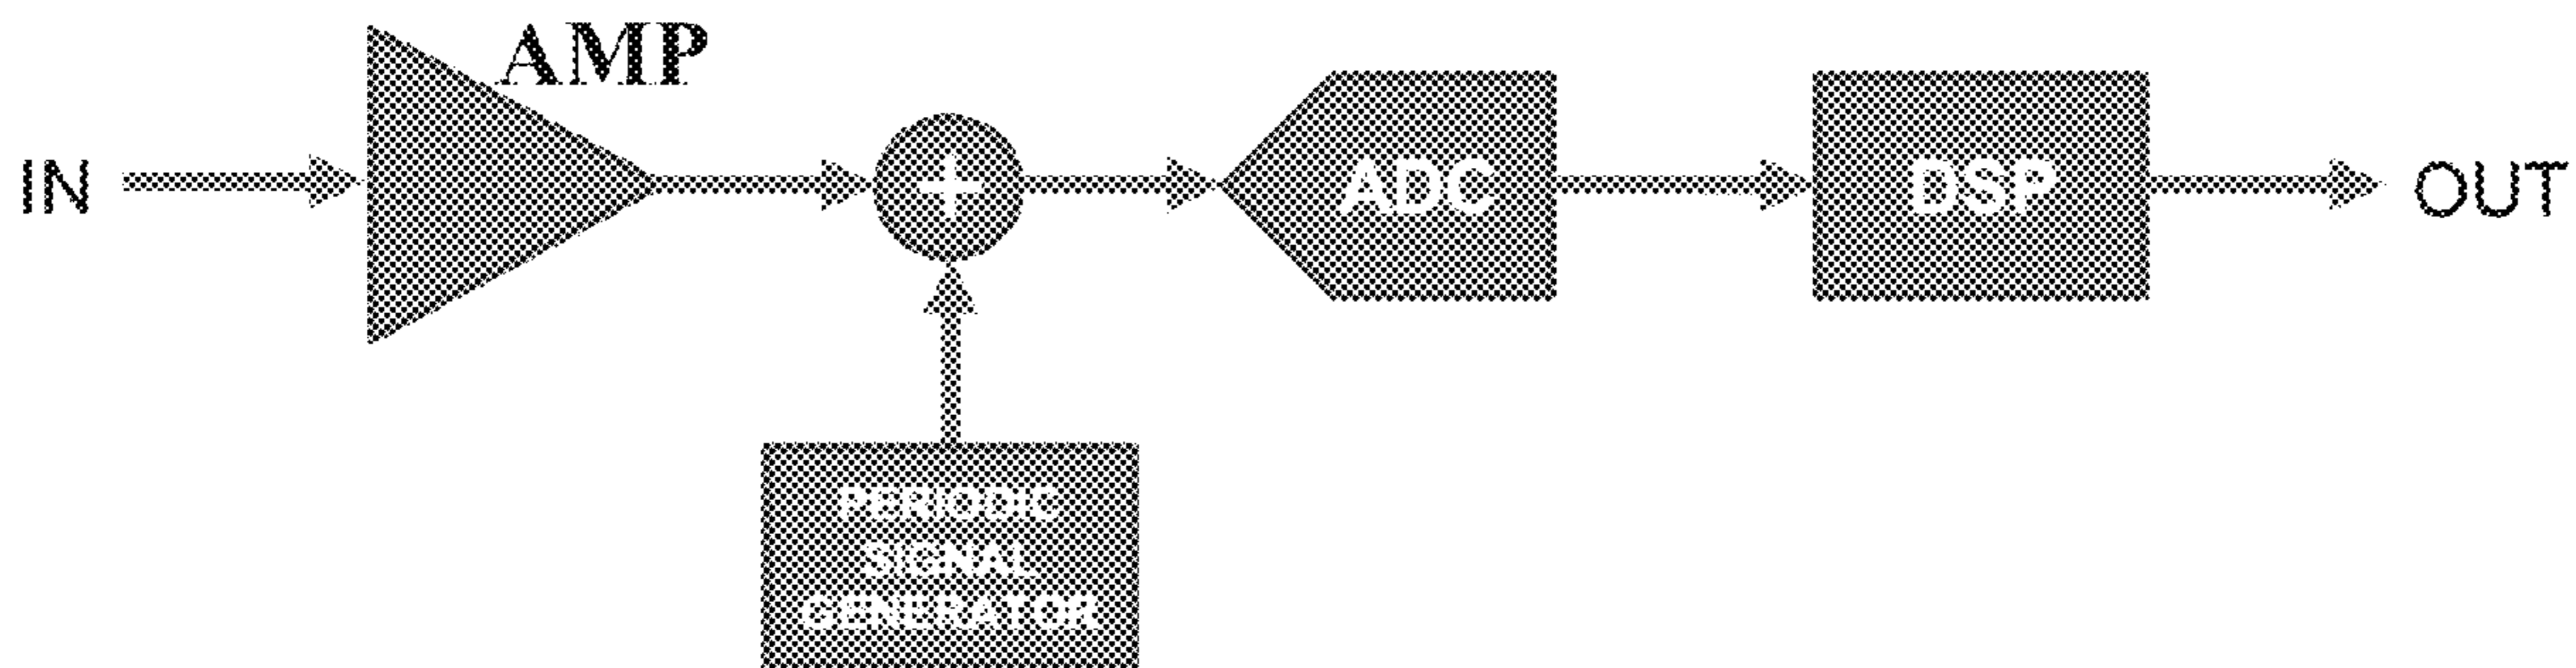 AMP
IN
+
ADC
DSP
OUT
PERIODIC
SIGNAL
GENERATOR